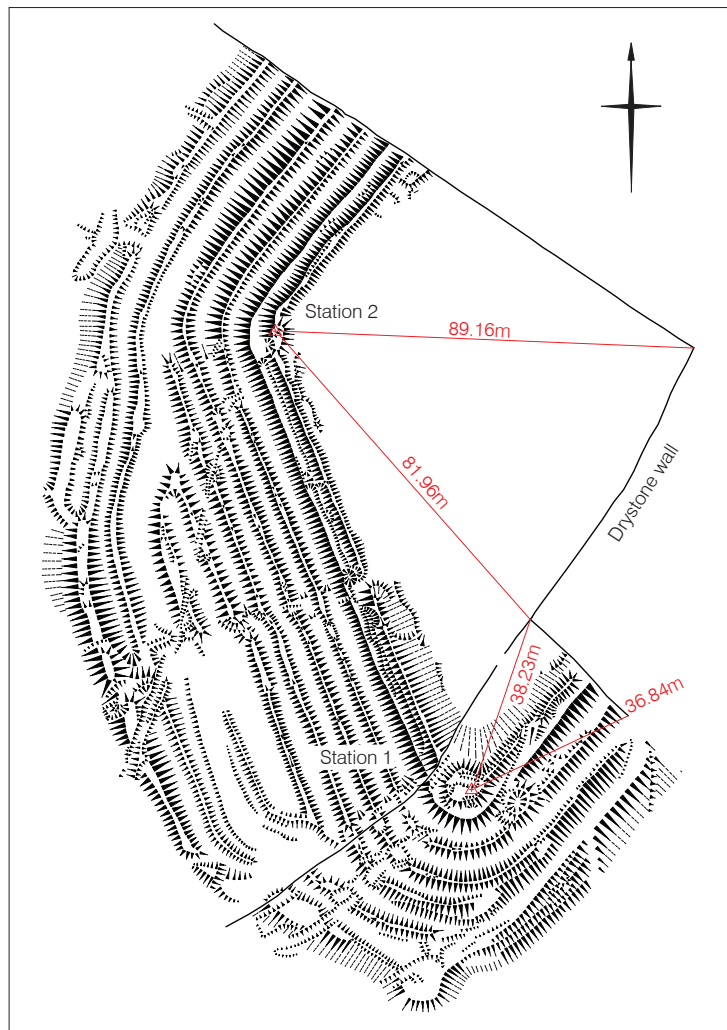 Station 2
89.16m
81.96m
Drystone wall
38.23m
36.84m
Station 1